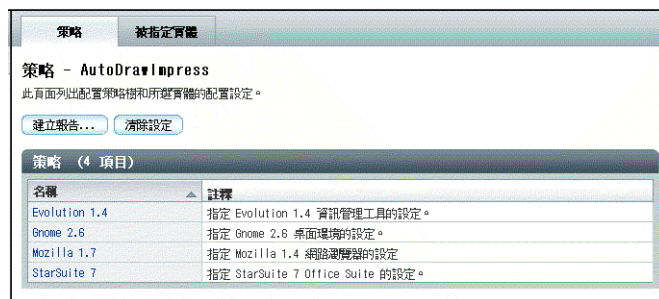 策略 被指定實體
策略 - AutoDrawImpress
此頁面列出配置策略樹和所選實體的配置設定。
建立報告... 清除設定
策略 (4 項目)
名稱 註釋
Evolution 1.4 指定 Evolution 1.4 資訊管理工具的設定。
Gnome 2.6 指定 Gnome 2.6 桌面環境的設定。
Mozilla 1.7 指定 Mozilla 1.4 網路瀏覽器的設定
StarSuite 7 指定 StarSuite 7 Office Suite 的設定。